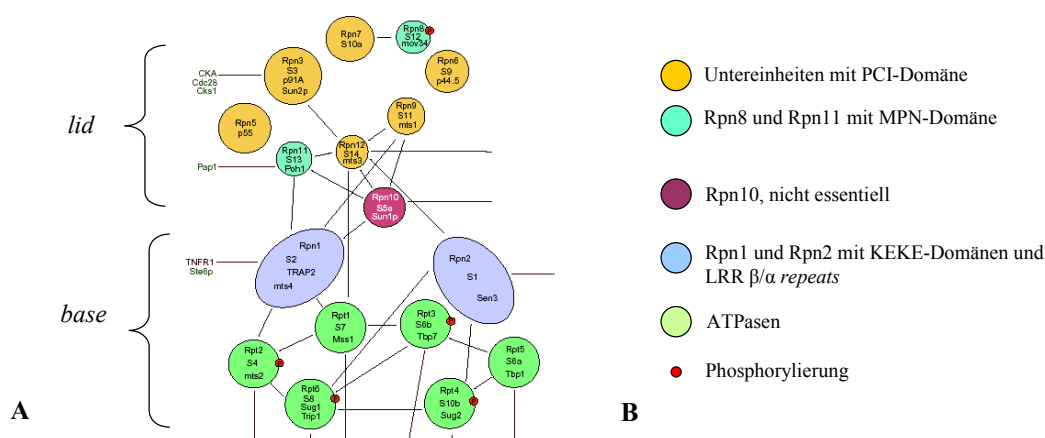 Rpn7
S10a
Rpn8
S12
mov34
P
Rpn3
S3
p91A
Sun2p
Rpn6
S9
p44.5
CKA
Cdc28
Cks1
lid
Rpn5
p55
Rpn9
S11
mts1
Rpn11
S13
Poh1
Rpn12
S14
mts3
Pap1
Rpn10
S5a
Sun1p
Rpn1
S2
TRAP2
mts4
TNFR1
Ste6p
Rpn2
S1
Sen3
base
Rpt1
S7
Mss1
Rpt3
S6b
Tbp7
P
Rpt2
S4
mts2
P
Rpt5
S6a
Tbp1
Rpt6
S8
Sug1
Trip1
P
Rpt4
S10b
Sug2
P
A
Untereinheiten mit PCI-Domäne
Rpn8 und Rpn11 mit MPN-Domäne
Rpn10, nicht essentiell
Rpn1 und Rpn2 mit KEKE-Domänen und
LRR β/α repeats
ATPasen
P
Phosphorylierung
B